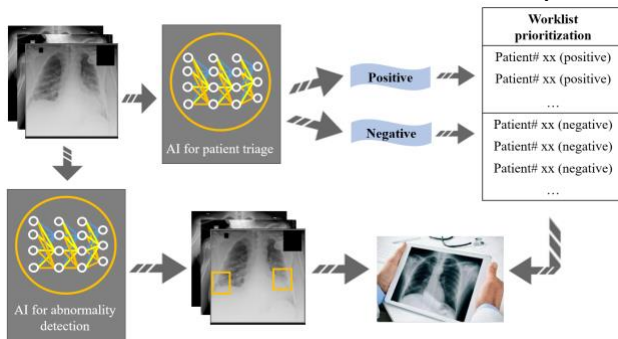 Worklist
prioritization
Patient# xx (positive)
Patient# xx (positive)
…
Patient# xx (negative)
Patient# xx (negative)
Patient# xx (negative)
…
Positive
Negative
AI for patient triage
AI for abnormality
detection